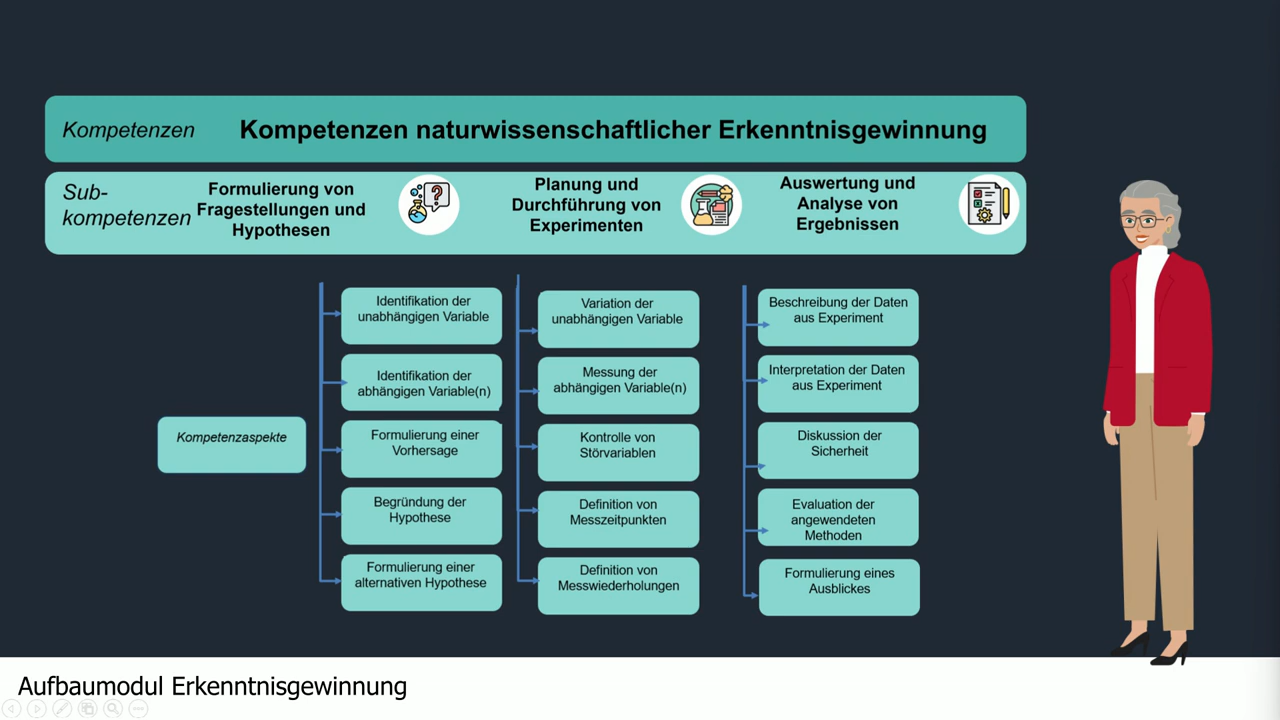 Kompetenzen
Kompetenzen naturwissenschaftlicher Erkenntnisgewinnung
Sub-
kompetenzen
Formulierung von
Fragestellungen und
Hypothesen
Planung und
Durchführung von
Experimenten
Auswertung und
Analyse von
Ergebnissen
Kompetenzaspekte
Identifikation der
unabhängigen Variable
Identifikation der
abhängigen Variable(n)
Formulierung einer
Vorhersage
Begründung der
Hypothese
Formulierung einer
alternativen Hypothese
Variation der
unabhängigen Variable
Messung der
abhängigen Variable(n)
Kontrolle von
Störvariablen
Definition von
Messzeitpunkten
Definition von
Messwiederholungen
Beschreibung der Daten
aus Experiment
Interpretation der Daten
aus Experiment
Diskussion der
Sicherheit
Evaluation der
angewendeten
Methoden
Formulierung eines
Ausblickes
Aufbaumodul Erkenntnisgewinnung